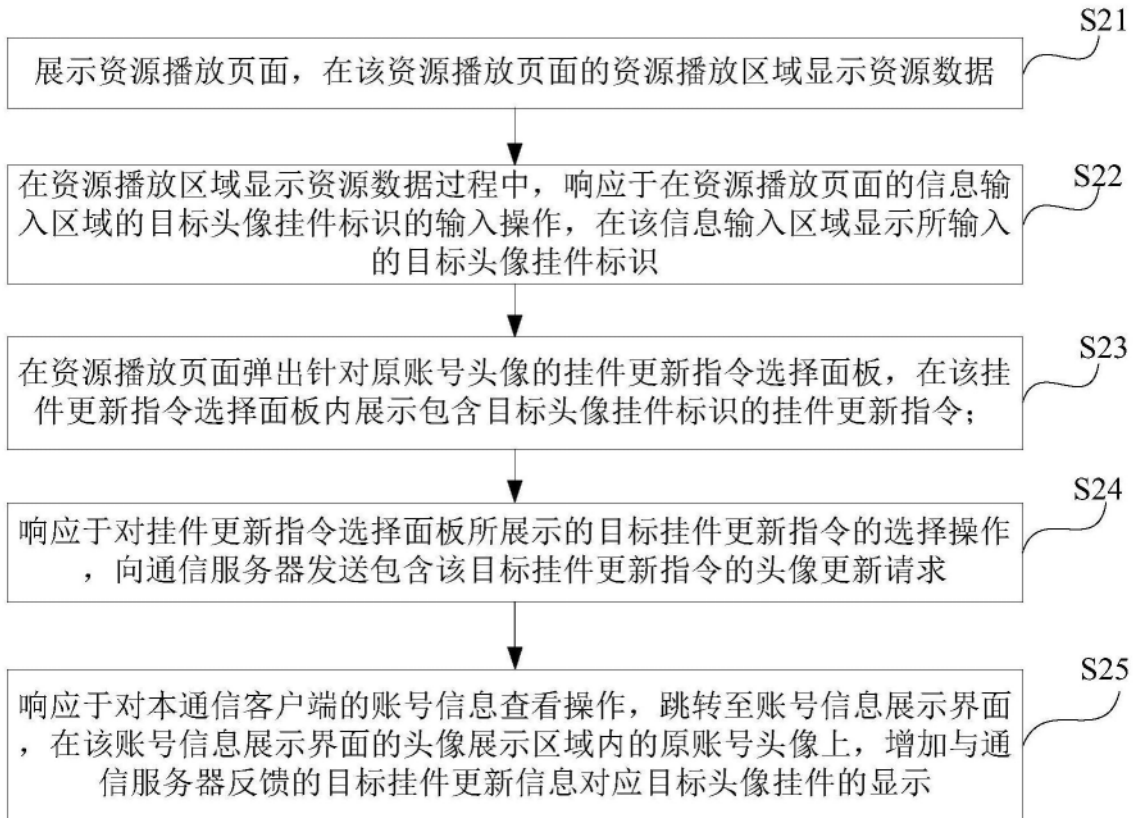 S21
展示资源播放页面，在该资源播放页面的资源播放区域显示资源数据
S22
在资源播放区域显示资源数据过程中，响应于在资源播放页面的信息输
入区域的目标头像挂件标识的输入操作，在该信息输入区域显示所输入
的目标头像挂件标识
S23
在资源播放页面弹出针对原账号头像的挂件更新指令选择面板，在该挂
件更新指令选择面板内展示包含目标头像挂件标识的挂件更新指令；
S24
响应于对挂件更新指令选择面板所展示的目标挂件更新指令的选择操作
，向通信服务器发送包含该目标挂件更新指令的头像更新请求
S25
响应于对本通信客户端的账号信息查看操作，跳转至账号信息展示界面
，在该账号信息展示界面的头像展示区域内的原账号头像上，增加与通
信服务器反馈的目标挂件更新信息对应目标头像挂件的显示